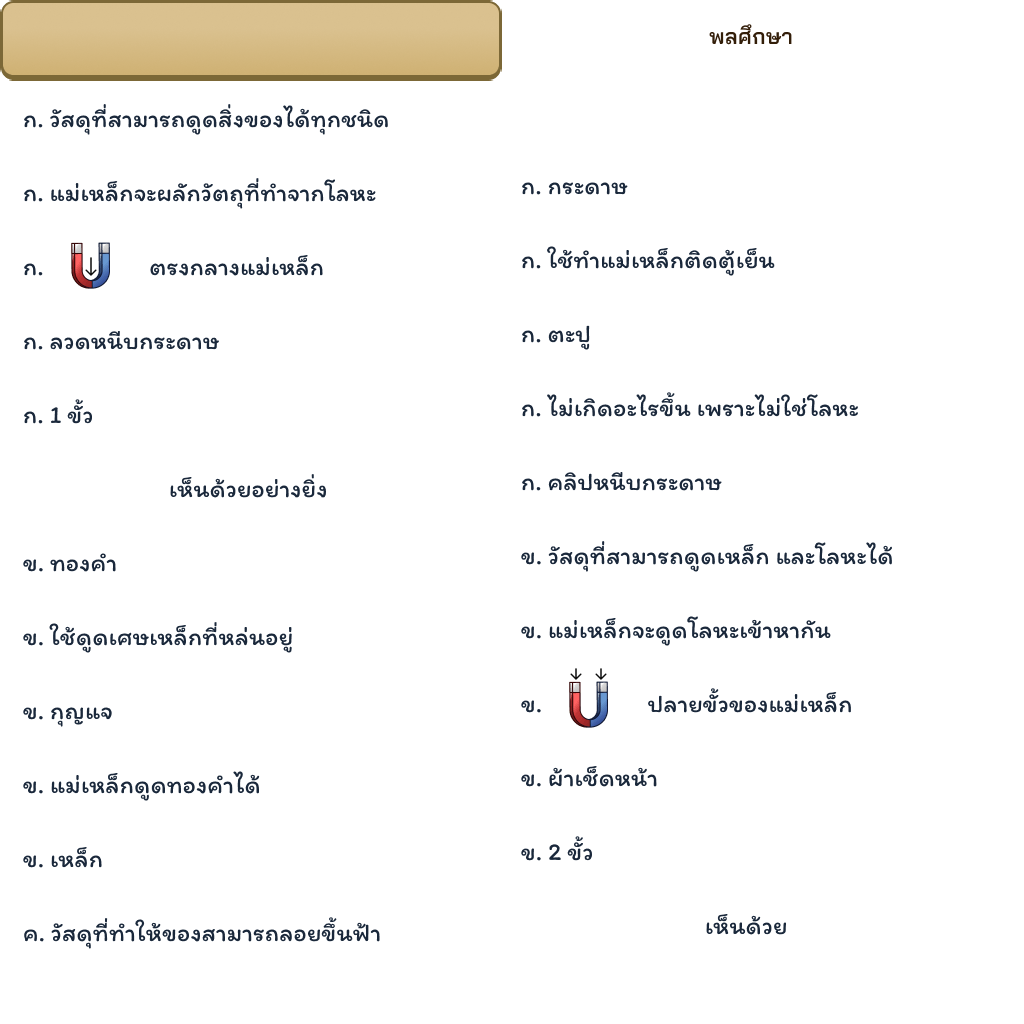 พลศึกษา
ก. วัสดุที่สามารถดูดสิ่งของได้ทุกชนิด
ก. แม่เหล็กจะผลักวัตถุที่ทำจากโลหะ
ก. ตรงกลางแม่เหล็ก
ก. ลวดหนีบกระดาษ
ก. 1 ขั้ว
เห็นด้วยอย่างยิ่ง
ข. ทองคำ
ข. ใช้ดูดเศษเหล็กที่หล่นอยู่
ข. กุญแจ
ข. แม่เหล็กดูดทองคำได้
ข. เหล็ก
ค. วัสดุที่ทำให้ของสามารถลอยขึ้นฟ้า
ก. กระดาษ
ก. ใช้ทำแม่เหล็กติดตู้เย็น
ก. ตะปู
ก. ไม่เกิดอะไรขึ้น เพราะไม่ใช่โลหะ
ก. คลิปหนีบกระดาษ
ข. วัสดุที่สามารถดูดเหล็ก และโลหะได้
ข. แม่เหล็กจะดูดโลหะเข้าหากัน
ข. ปลายขั้วของแม่เหล็ก
ข. ผ้าเช็ดหน้า
ข. 2 ขั้ว
เห็นด้วย